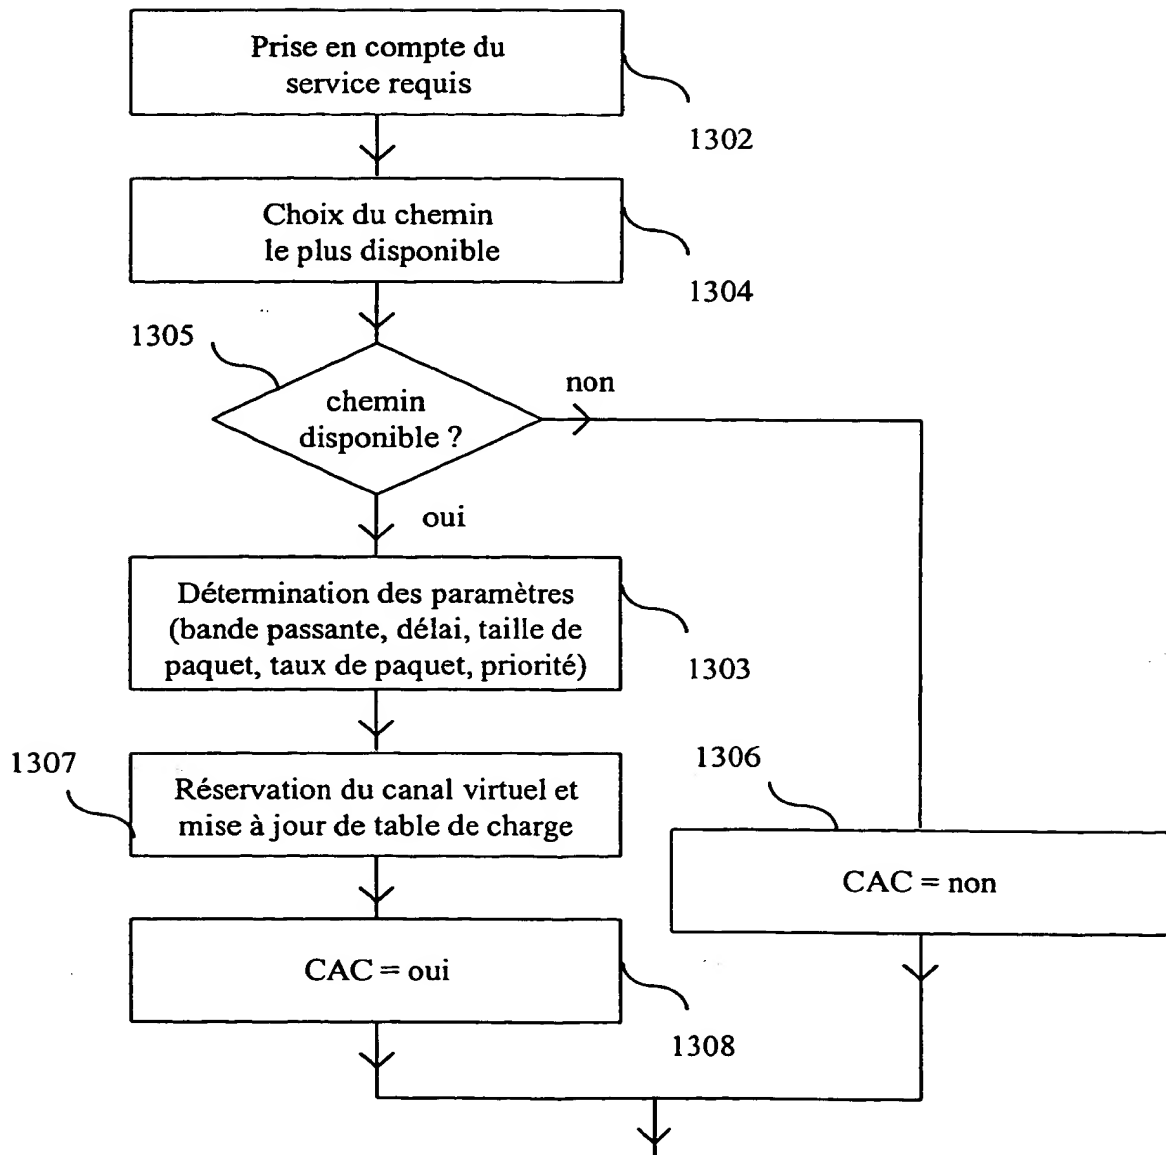 Prise en compte du
service requis
1302
Choix du chemin
le plus disponible
1304
1305
chemin
disponible ?
non
oui
Détermination des paramètres
(bande passante, délai, taille de
paquet, taux de paquet, priorité)
1303
1307
Réservation du canal virtuel et
mise à jour de table de charge
1306
CAC = non
CAC = oui
1308